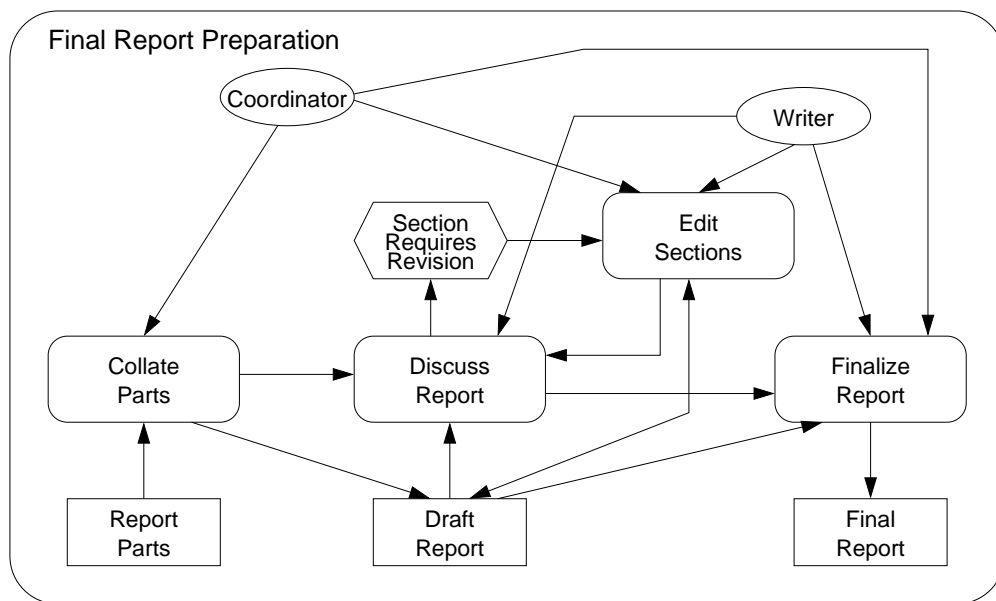 Final Report Preparation
Coordinator
Writer
Section
Requires
Revision
Edit
Sections
Collate
Parts
Discuss
Report
Finalize
Report
Report
Parts
Draft
Report
Final
Report